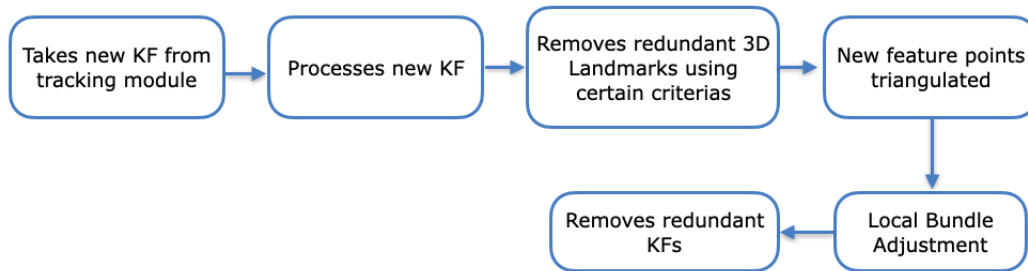 Takes new KF from
tracking module
Processes new KF
Removes redundant 3D
Landmarks using
certain criterias
New feature points
triangulated
Local Bundle
Adjustment
Removes redundant
KFs